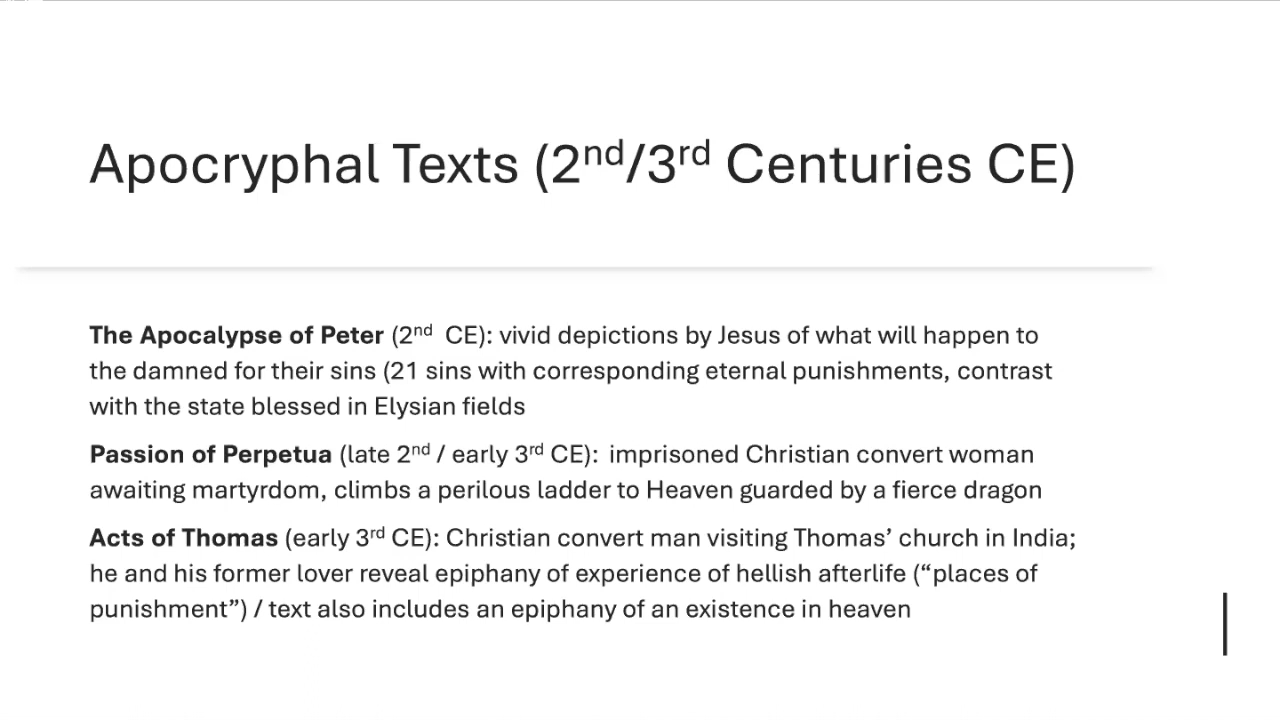 Apocryphal Texts (2nd/3rd Centuries CE)
The Apocalypse of Peter (2nd  CE): vivid depictions by Jesus of what will happen to
the damned for their sins (21 sins with corresponding eternal punishments, contrast
with the state blessed in Elysian fields
Passion of Perpetua (late 2nd / early 3rd CE):  imprisoned Christian convert woman
awaiting martyrdom, climbs a perilous ladder to Heaven guarded by a fierce dragon
Acts of Thomas (early 3rd CE): Christian convert man visiting Thomas’ church in India;
he and his former lover reveal epiphany of experience of hellish afterlife (“places of
punishment”) / text also includes an epiphany of an existence in heaven